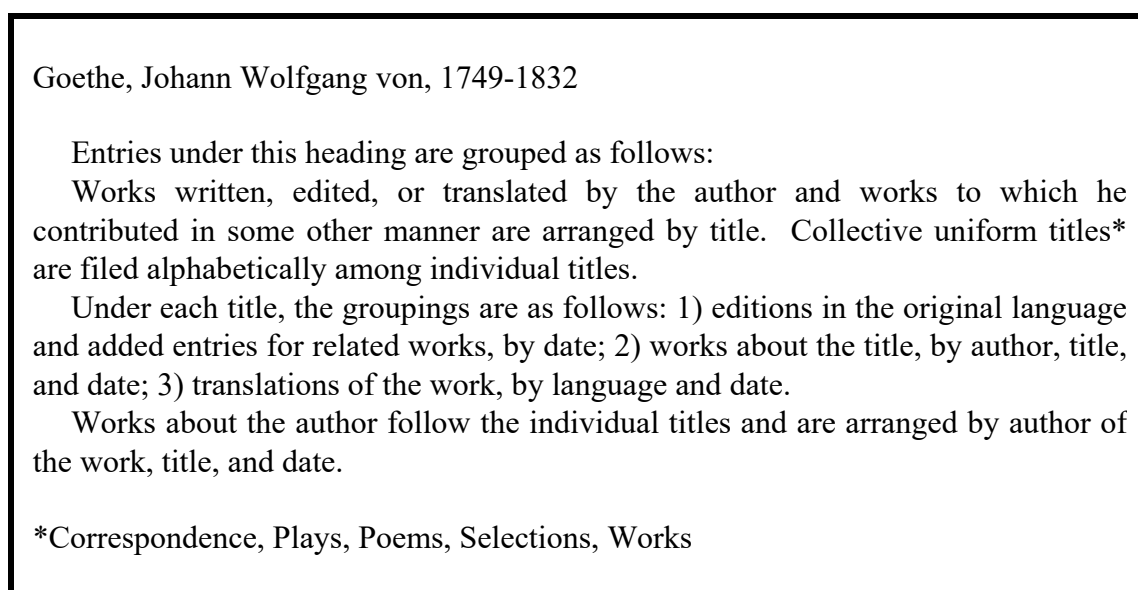 Goethe, Johann Wolfgang von, 1749-1832
Entries under this heading are grouped as follows:
Works written, edited, or translated by the author and works to which he
contributed in some other manner are arranged by title.  Collective uniform titles*
are filed alphabetically among individual titles.
Under each title, the groupings are as follows: 1) editions in the original language
and added entries for related works, by date; 2) works about the title, by author, title,
and date; 3) translations of the work, by language and date.
Works about the author follow the individual titles and are arranged by author of
the work, title, and date.
*Correspondence, Plays, Poems, Selections, Works